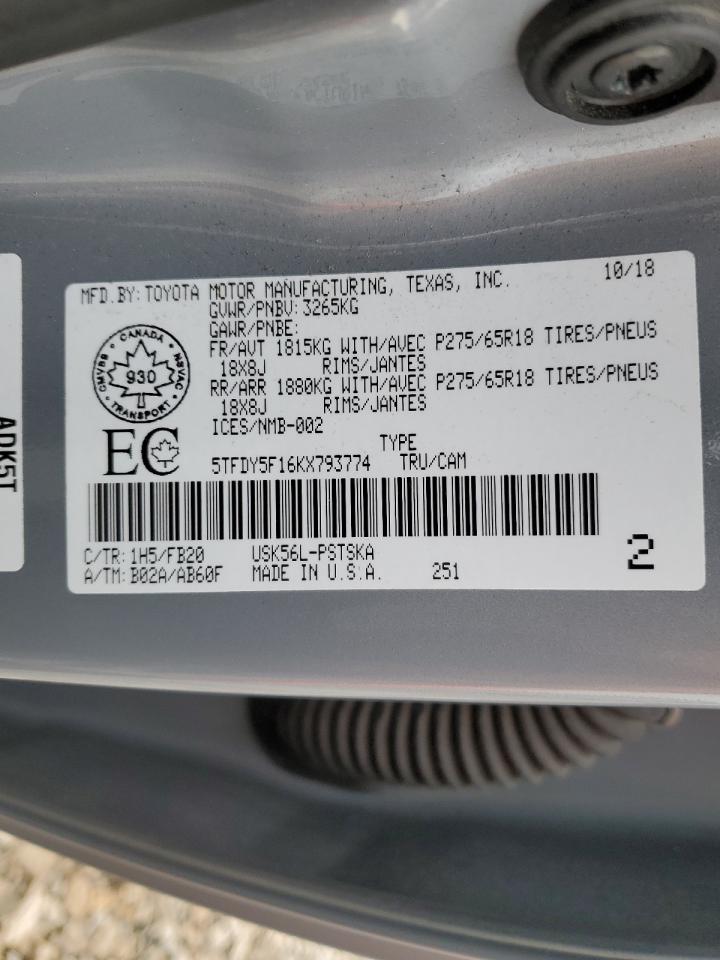 MFD.BY: TOYOTA MOTOR MANUFACTURING, TEXAS, INC. 10/18
GVWR/PNBV: 3265KG
GAWR/PNBE:
FR/AVT 1815KG WITH/AVEC P275/65R18 TIRES/PNEUS
18X8J RIMS/JANTES
RR/ARR 1880KG WITH/AVEC P275/65R18 TIRES/PNEUS
18X8J RIMS/JANTES
ICES/NMB-002
CANADA
CMVSS NSVAC
930
TRANSPORT
EC
TYPE
5TFDY5F16KX793774 TRU/CAM
C/TR: 1H5/FB20 USK56L-PSTSKA
A/TM: B02A/AB60F MADE IN U.S.A. 251
2
ADK5T